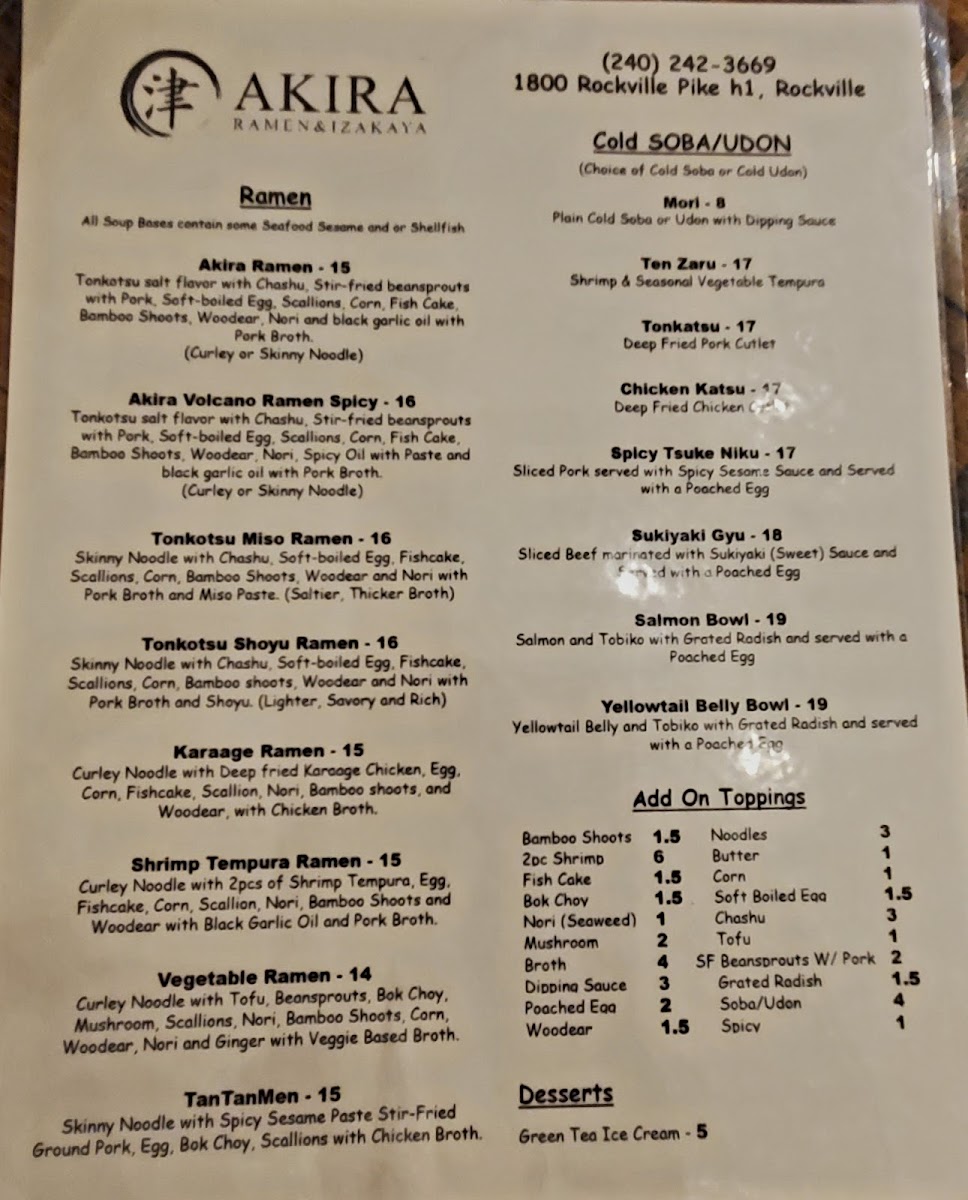 津 AKIRA
RAMEN & IZAKAYA
Ramen
All Soup Bases contain some Seafood Sesame and or Shellfish
Akira Ramen - 15
Tonkotsu salt flavor with Chashu, Stir-fried beansprouts
with Pork, Soft-boiled Egg, Scallions, Corn, Fish Cake,
Bamboo Shoots, Woodear, Nori and black garlic oil with
Pork Broth.
(Curley or Skinny Noodle)
Akira Volcano Ramen Spicy - 16
Tonkotsu salt flavor with Chashu, Stir-fried beansprouts
with Pork, Soft-boiled Egg, Scallions, Corn, Fish Cake,
Bamboo Shoots, Woodear, Nori, Spicy Oil with Paste and
black garlic oil with Pork Broth.
(Curley or Skinny Noodle)
Tonkotsu Miso Ramen - 16
Skinny Noodle with Chashu, Soft-boiled Egg, Fishcake,
Scallions, Corn, Bamboo Shoots, Woodear and Nori with
Pork Broth and Miso Paste. (Saltier, Thicker Broth)
Tonkotsu Shoyu Ramen - 16
Skinny Noodle with Chashu, Soft-boiled Egg, Fishcake,
Scallions, Corn, Bamboo shoots, Woodear and Nori with
Pork Broth and Shoyu. (Lighter, Savory and Rich)
Karaage Ramen - 15
Curley Noodle with Deep fried Karaage Chicken, Egg,
Corn, Fishcake, Scallion, Nori, Bamboo shoots, and
Woodear, with Chicken Broth.
Shrimp Tempura Ramen - 15
Curley Noodle with 2pcs of Shrimp Tempura, Egg,
Fishcake, Corn, Scallion, Nori, Bamboo Shoots and
Woodear with Black Garlic Oil and Pork Broth.
Vegetable Ramen - 14
Curley Noodle with Tofu, Beansprouts, Bok Choy,
Mushroom, Scallions, Nori, Bamboo Shoots, Corn,
Woodear, Nori and Ginger with Veggie Based Broth.
TanTanMen - 15
Skinny Noodle with Spicy Sesame Paste Stir-Fried
Ground Pork, Egg, Bok Choy, Scallions with Chicken Broth.
(240) 242-3669
1800 Rockville Pike h1, Rockville
Cold SOBA/UDON
(Choice of Cold Soba or Cold Udon)
Mori - 8
Plain Cold Soba or Udon with Dipping Sauce
Ten Zaru - 17
Shrimp & Seasonal Vegetable Tempura
Tonkatsu - 17
Deep Fried Pork Cutlet
Chicken Katsu - 17
Deep Fried Chicken
Spicy Tsuke Niku - 17
Sliced Pork served with Spicy Sesame Sauce and Served
with a Poached Egg
Sukiyaki Gyu - 18
Sliced Beef marinated with Sukiyaki (Sweet) Sauce and
Served with a Poached Egg
Salmon Bowl - 19
Salmon and Tobiko with Grated Radish and served with a
Poached Egg
Yellowtail Belly Bowl - 19
Yellowtail Belly and Tobiko with Grated Radish and served
with a Poached Egg
Add On Toppings
Bamboo Shoots 1.5 Noodles 3
2pc Shrimp 6 Butter 1
Fish Cake 1.5 Corn 1
Bok Choy 1.5 Soft Boiled Egg 1.5
Nori (Seaweed) 1 Chashu 3
Mushroom 2 Tofu 1
Broth 4 SF Beansprouts W/ Pork 2
Dipping Sauce 3 Grated Radish 1.5
Poached Egg 2 Soba/Udon 4
Woodear 1.5 Spicy 1
Desserts
Green Tea Ice Cream - 5